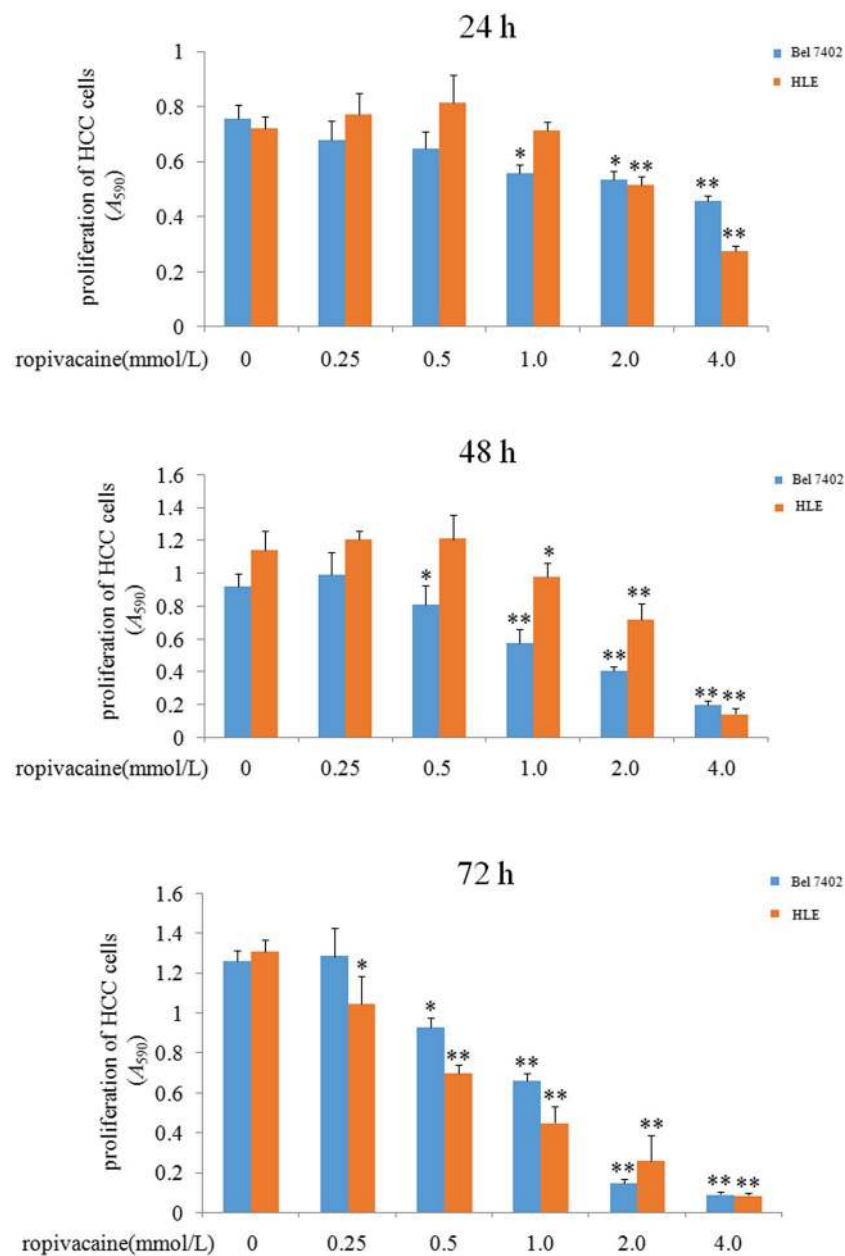 24 h
Bel 7402
HLE
proliferation of HCC cells
(A590)
1
0.8
0.6
0.4
0.2
0
*
*
**
**
**
ropivacaine(mmol/L) 0 0.25 0.5 1.0 2.0 4.0
48 h
Bel 7402
HLE
proliferation of HCC cells
(A590)
1.6
1.4
1.2
1
0.8
0.6
0.4
0.2
0
*
**
*
**
**
**
**
ropivacaine(mmol/L) 0 0.25 0.5 1.0 2.0 4.0
72 h
Bel 7402
HLE
proliferation of HCC cells
(A590)
1.6
1.4
1.2
1
0.8
0.6
0.4
0.2
0
*
*
**
**
**
**
**
**
**
ropivacaine(mmol/L) 0 0.25 0.5 1.0 2.0 4.0